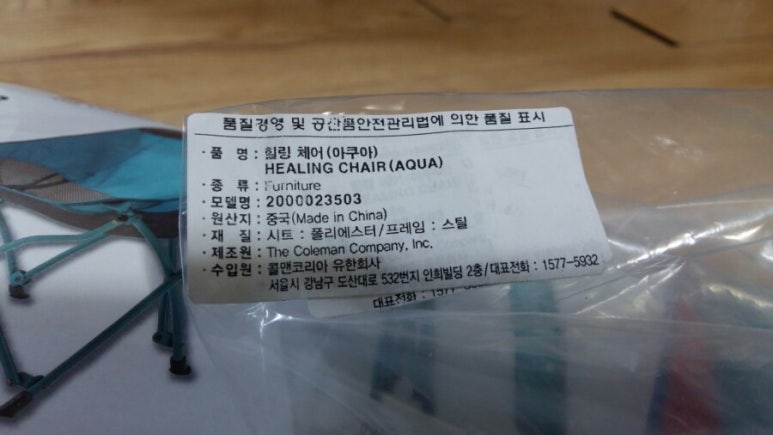 품질경영 및 공산품안전관리법에 의한 품질 표시
· 품 명 : 힐링 체어(아쿠아)
HEALING CHAIR(AQUA)
· 종 류 : Furniture
· 모델명 : 2000023503
· 원산지 : 중국(Made in China)
· 재 질 : 시트 : 폴리에스터/프레임 : 스틸
· 제조원 : The Coleman Company, Inc.
· 수입원 : 콜맨코리아 유한회사
서울시 강남구 도산대로 532번지 인희빌딩 2층/대표전화 : 1577-5932
대표전화 : 1577